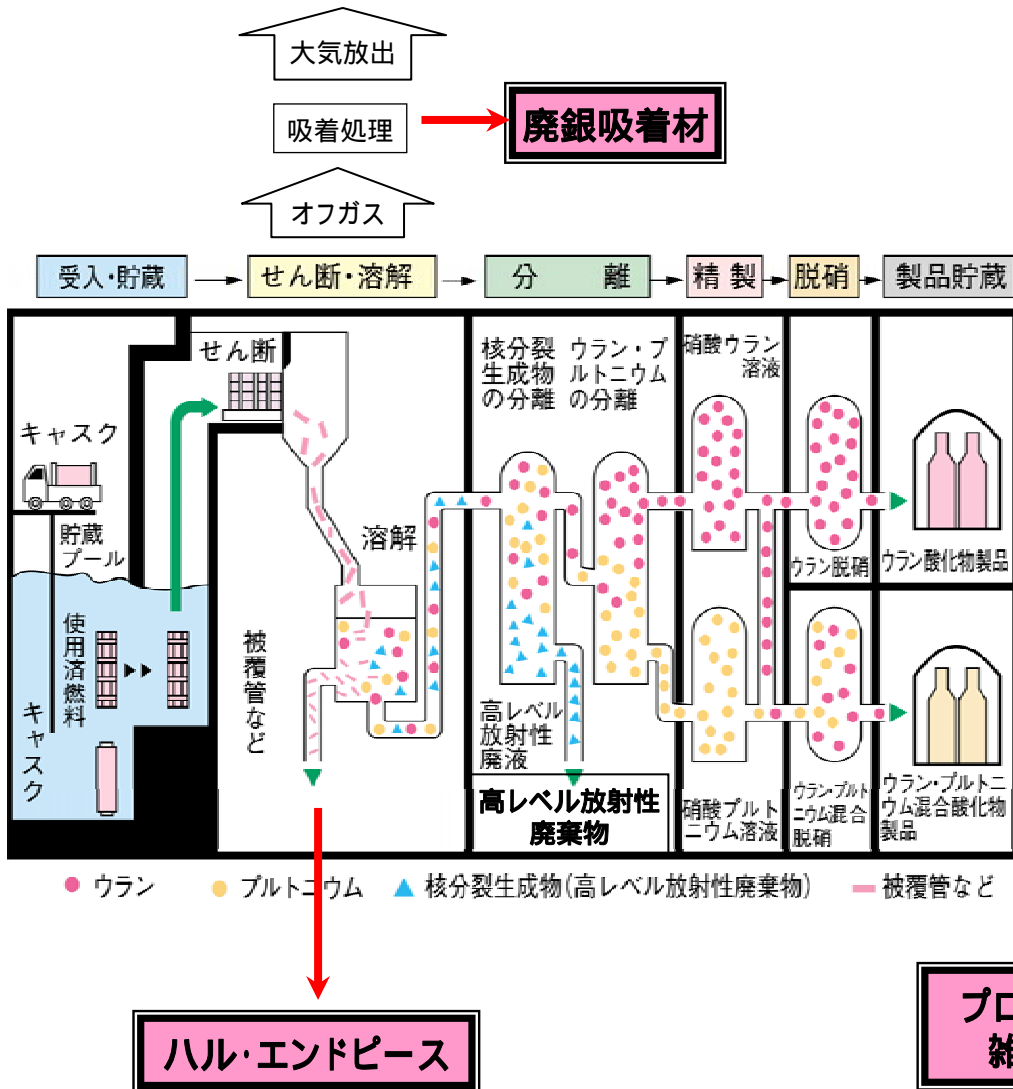 大気放出
吸着処理
廃銀吸着材
オフガス
受入・貯蔵
せん断・溶解
分　離
精製
脱硝
製品貯蔵
せん断
キャスク
貯蔵
プール
使用済燃料
キャスク
溶解
被覆管など
核分裂
生成物
の分離
ウラン・プ
ルトニウム
の分離
高レベル
放射性
廃液
高レベル放射性
廃棄物
硝酸ウラン
溶液
硝酸プルト
ニウム溶液
ウラン脱硝
ウラン・プルト
ニウム混合
脱硝
ウラン酸化物製品
ウラン・プルトニ
ウム混合酸化物
製品
ウラン
プルトニウム
核分裂生成物(高レベル放射性廃棄物)
被覆管など
ハル・エンドピース
プロ
雑